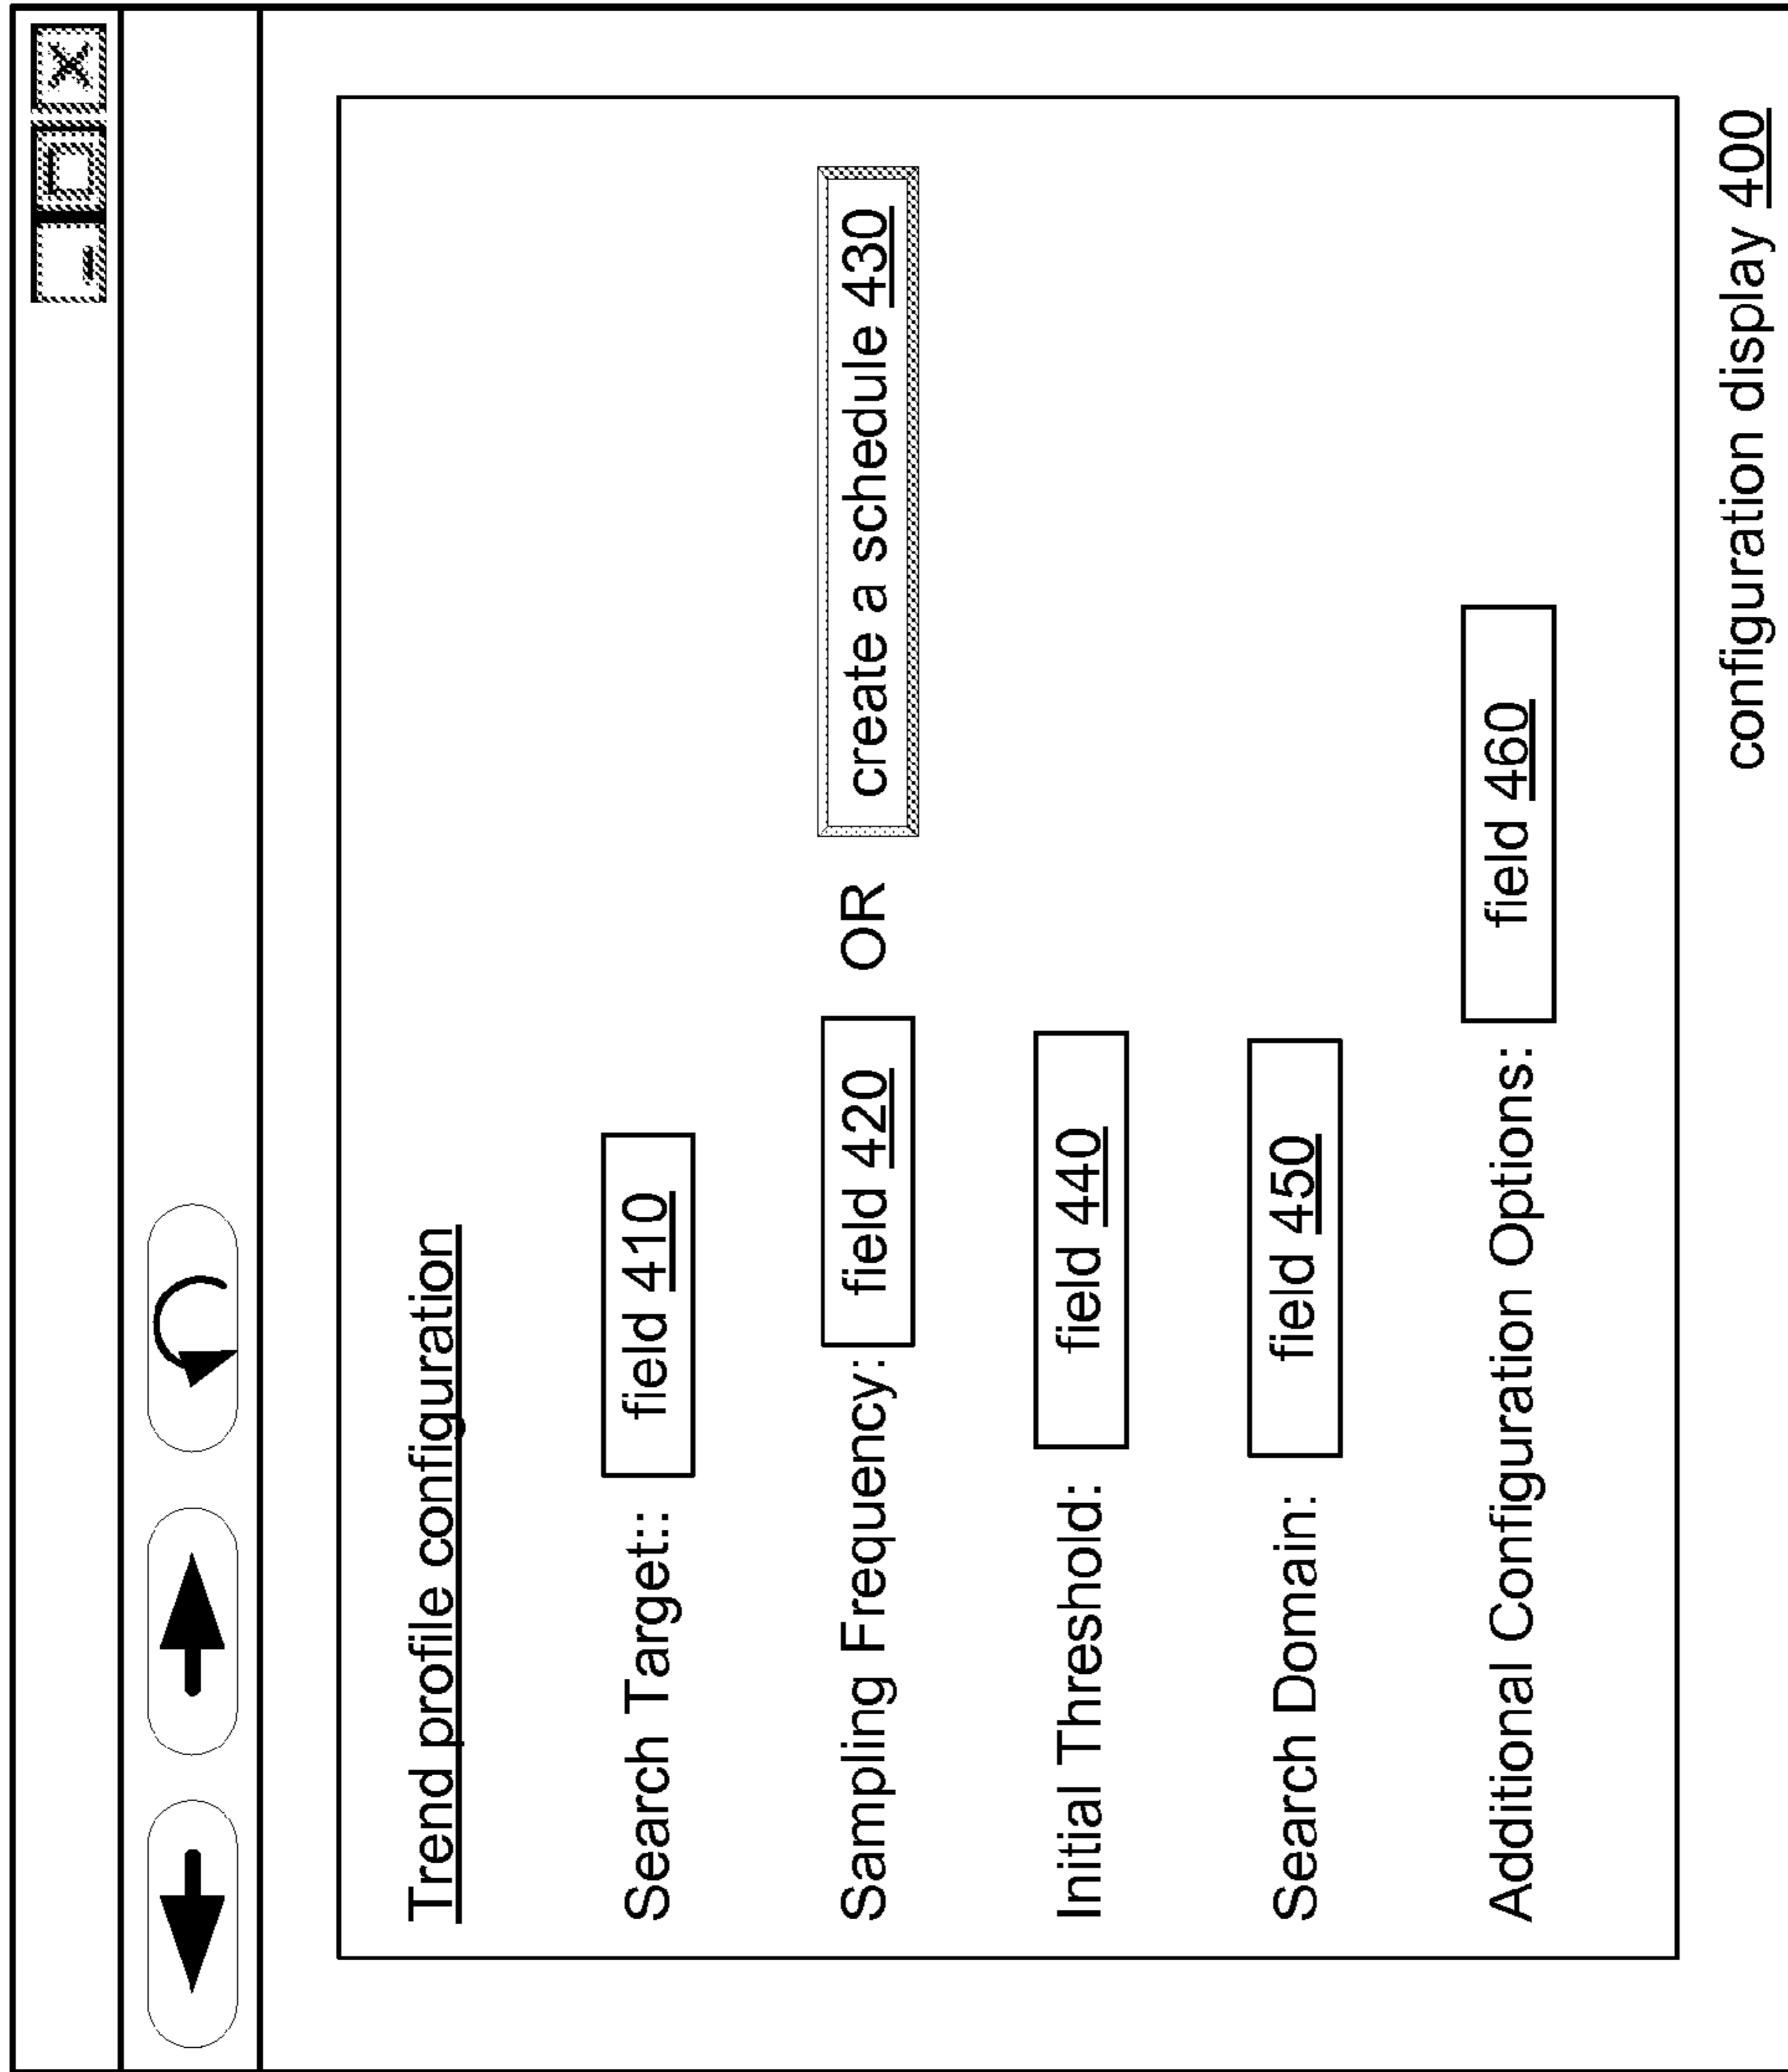 Trend profile configuration
Search Target:: field 410
Sampling Frequency: field 420 OR create a schedule 430
Initial Threshold: field 440
Search Domain: field 450
Additional Configuration Options: field 460
configuration display 400